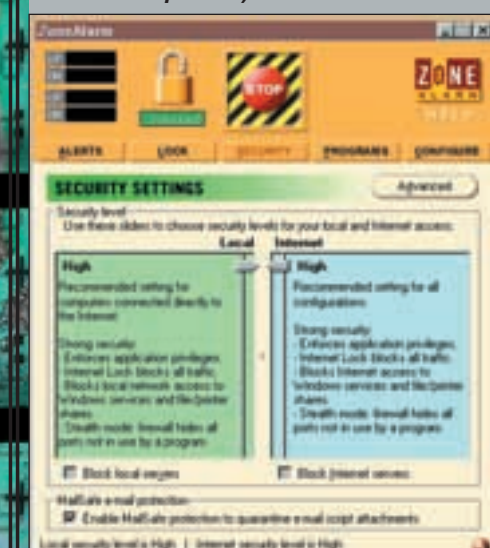 ZoneAlarm
STOP
ZONE
ALARM
HELP
ALERTS LOCK SECURITY PROGRAMS CONFIGURE
SECURITY SETTINGS
Advanced
Security level
Use these sliders to choose security levels for your local and Internet access.
Local Internet
High
Recommended setting for
computers connected directly to
the Internet
Strong security:
- Enforces application privileges
- Internet Lock blocks all traffic
- Blocks local network access to
Windows services and file/printer
shares
- Stealth mode: firewall hides all
ports not in use by a program
High
Recommended setting for all
configurations
Strong security:
- Enforces application privileges
- Internet Lock blocks all traffic
- Blocks Internet access to
Windows services and file/printer
shares
- Stealth mode: firewall hides all
ports not in use by a program
Block local servers
Block Internet servers
MailSafe e-mail protection
Enable MailSafe protection to quarantine e-mail script attachments
Local security level is High | Internet security level is High